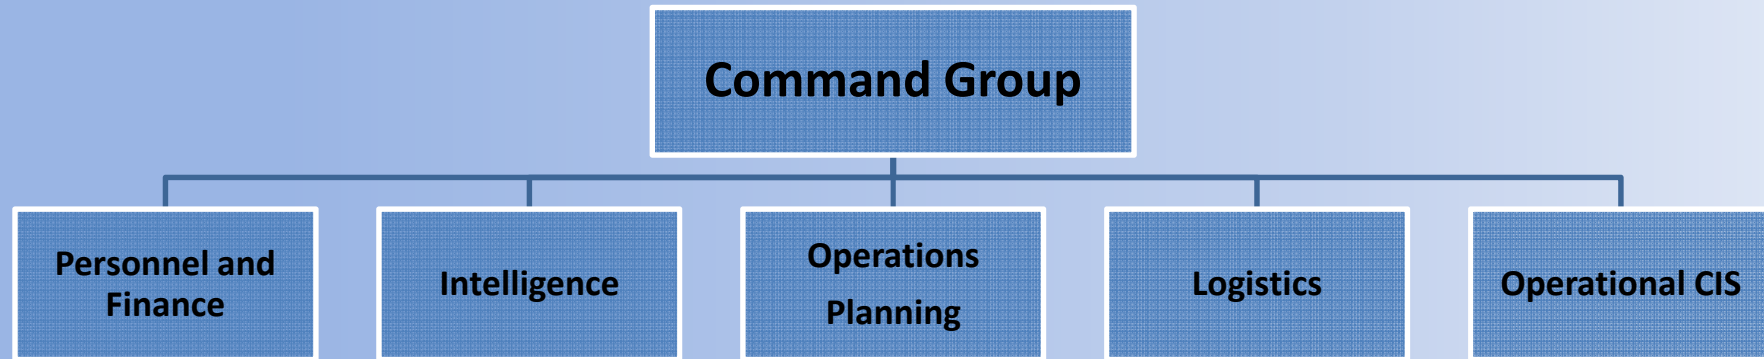 Command Group
Personnel and
Finance
Intelligence
Operations
Planning
Logistics
Operational CIS